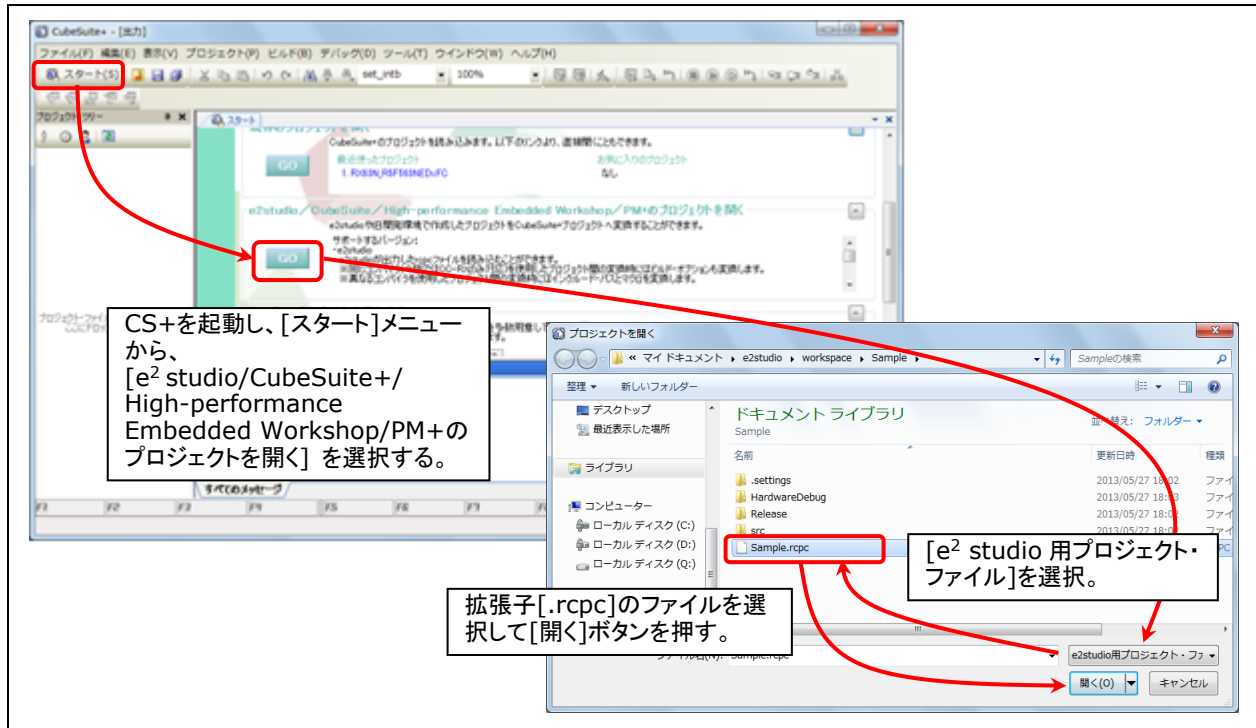 CubeSuite+ - [出力]
ファイル(F) 編集(E) 表示(V) プロジェクト(P) ビルド(B) デバッグ(D) ツール(T) ウインドウ(W) ヘルプ(H)
スタート(S) set_intb 100%
プロジェクト・ツリー
スタート
CubeSuite+のプロジェクトを読み込みます。以下のリンクより、直接開くこともできます。
GO
最近使ったプロジェクト お気に入りのプロジェクト
なし
e2studio/CubeSuite/High-performance Embedded Workshop/PM+のプロジェクトを開く
e2studioや旧開発環境で作成したプロジェクトをCubeSuite+プロジェクトへ変換することができます。
サポートするバージョン:
・e2studio
GO
CS+を起動し、[スタート]メニュー
から、
[e² studio/CubeSuite+/
High-performance
Embedded Workshop/PM+の
プロジェクトを開く] を選択する。
すべてのメッセージ
F1 F2 F3 F4 F5 F6 F7
プロジェクトを開く
« マイ ドキュメント e2studio workspace Sample Sampleの検索
整理 新しいフォルダー
デスクトップ
最近表示した場所
ライブラリ
コンピューター
ローカル ディスク (C:)
ローカル ディスク (D:)
ローカル ディスク (Q:)
ドキュメント ライブラリ
Sample
フォルダー
名前 更新日時 種類
.settings 2013/05/27
HardwareDebug 2013/05/27
Release 2013/05/27
src 2013/05/27
Sample.rcpc
[e² studio 用プロジェクト・
ファイル]を選択。
拡張子[.rcpc]のファイルを選
択して[開く]ボタンを押す。
Sample.rcpc
e2studio用プロジェクト・ファ
開く(O) キャンセル